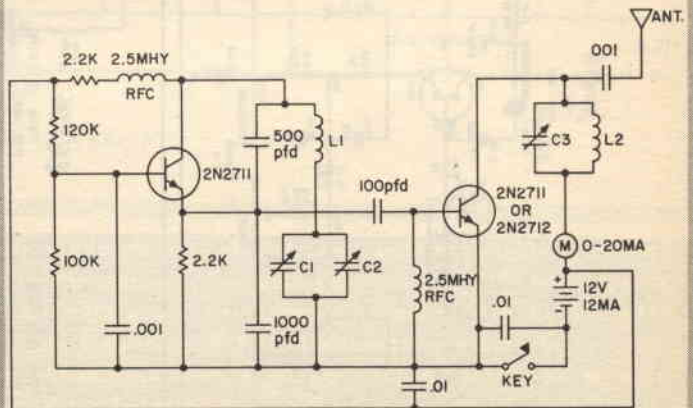 ANT.
.001
2.2K 2.5MHY
RFC
120K
500
pfd
L1
C3
L2
2N2711
100pfd
2N2711
OR
2N2712
M 0-20MA
100K
2.2K
C1
C2
2.5MHY
RFC
+
12V
12MA
-
.001
1000
pfd
.01
KEY
.01